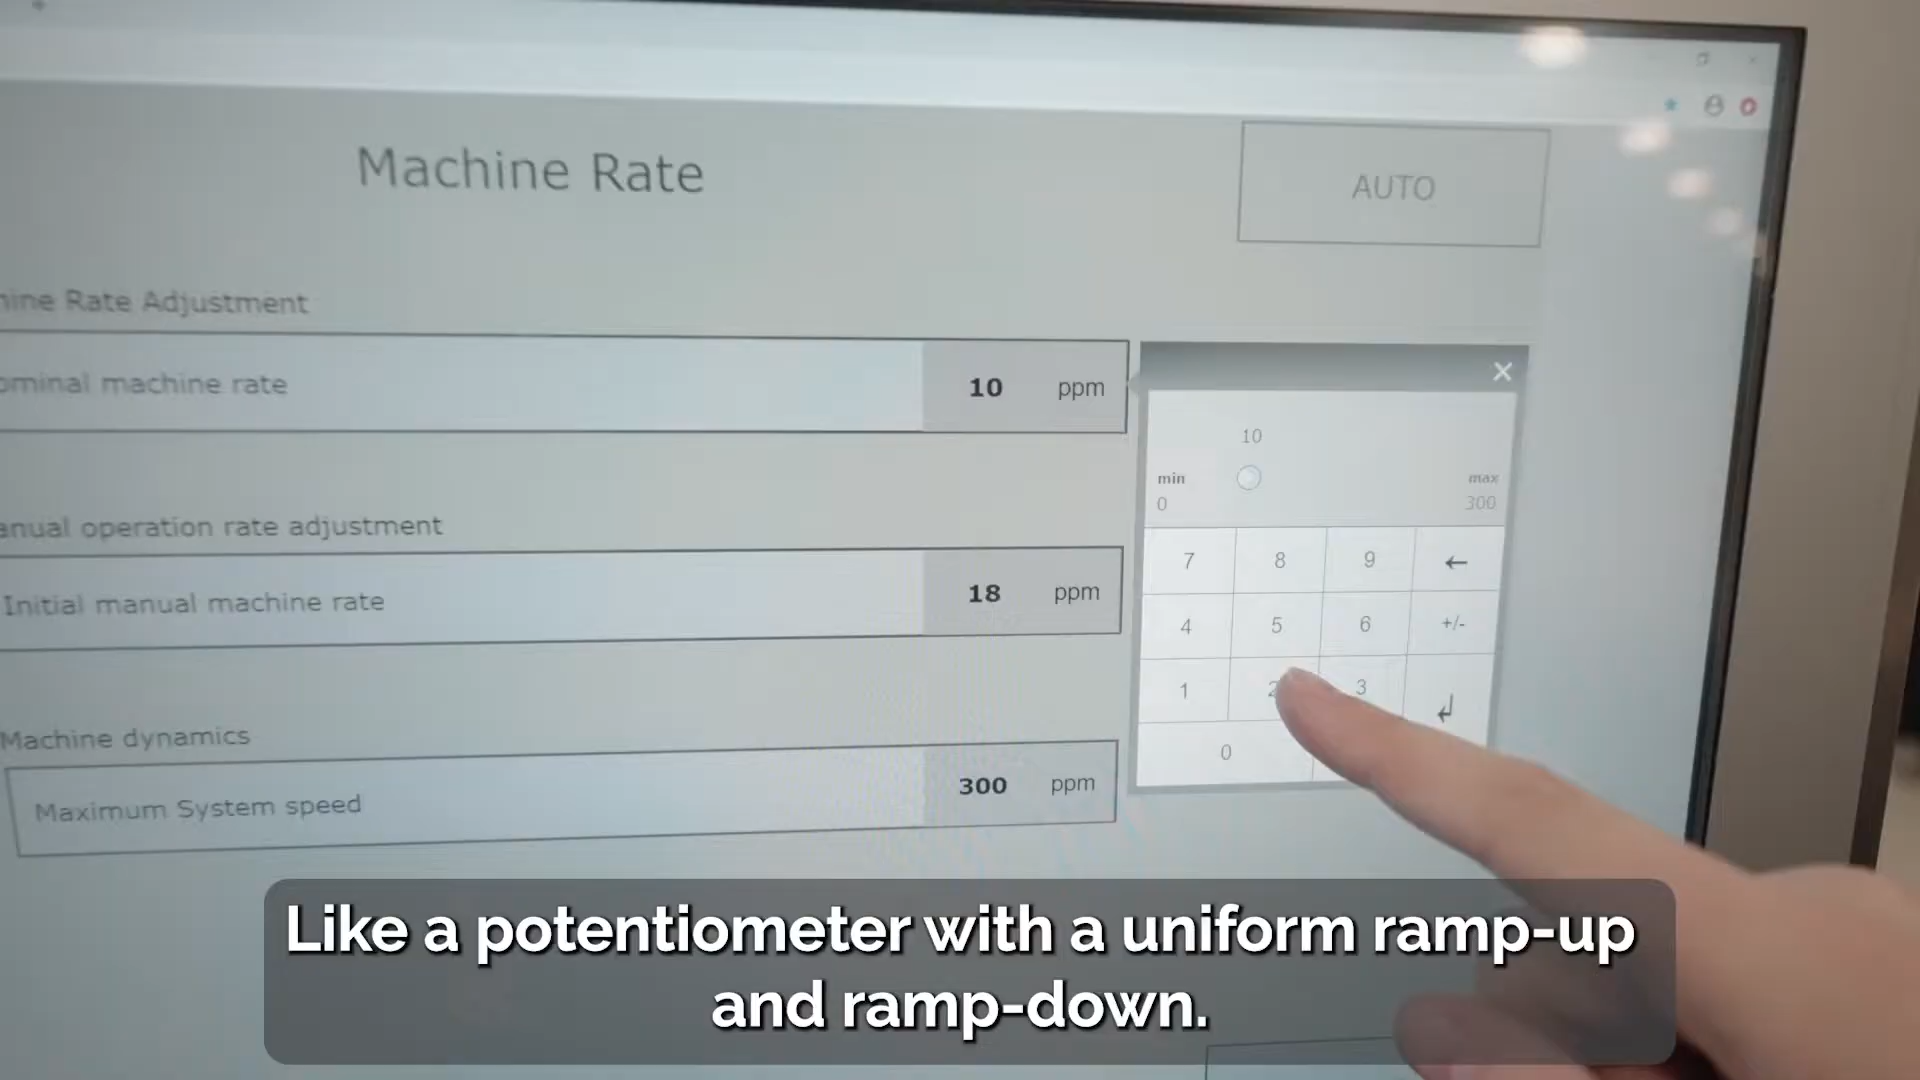 Machine Rate
AUTO
hine Rate Adjustment
ominal machine rate 10 ppm
anual operation rate adjustment
Initial manual machine rate 18 ppm
Machine dynamics
Maximum System speed 300 ppm
10
min max
0 300
7 8 9 ←
4 5 6 +/-
1 2 3 ↲
0
Like a potentiometer with a uniform ramp-up
and ramp-down.